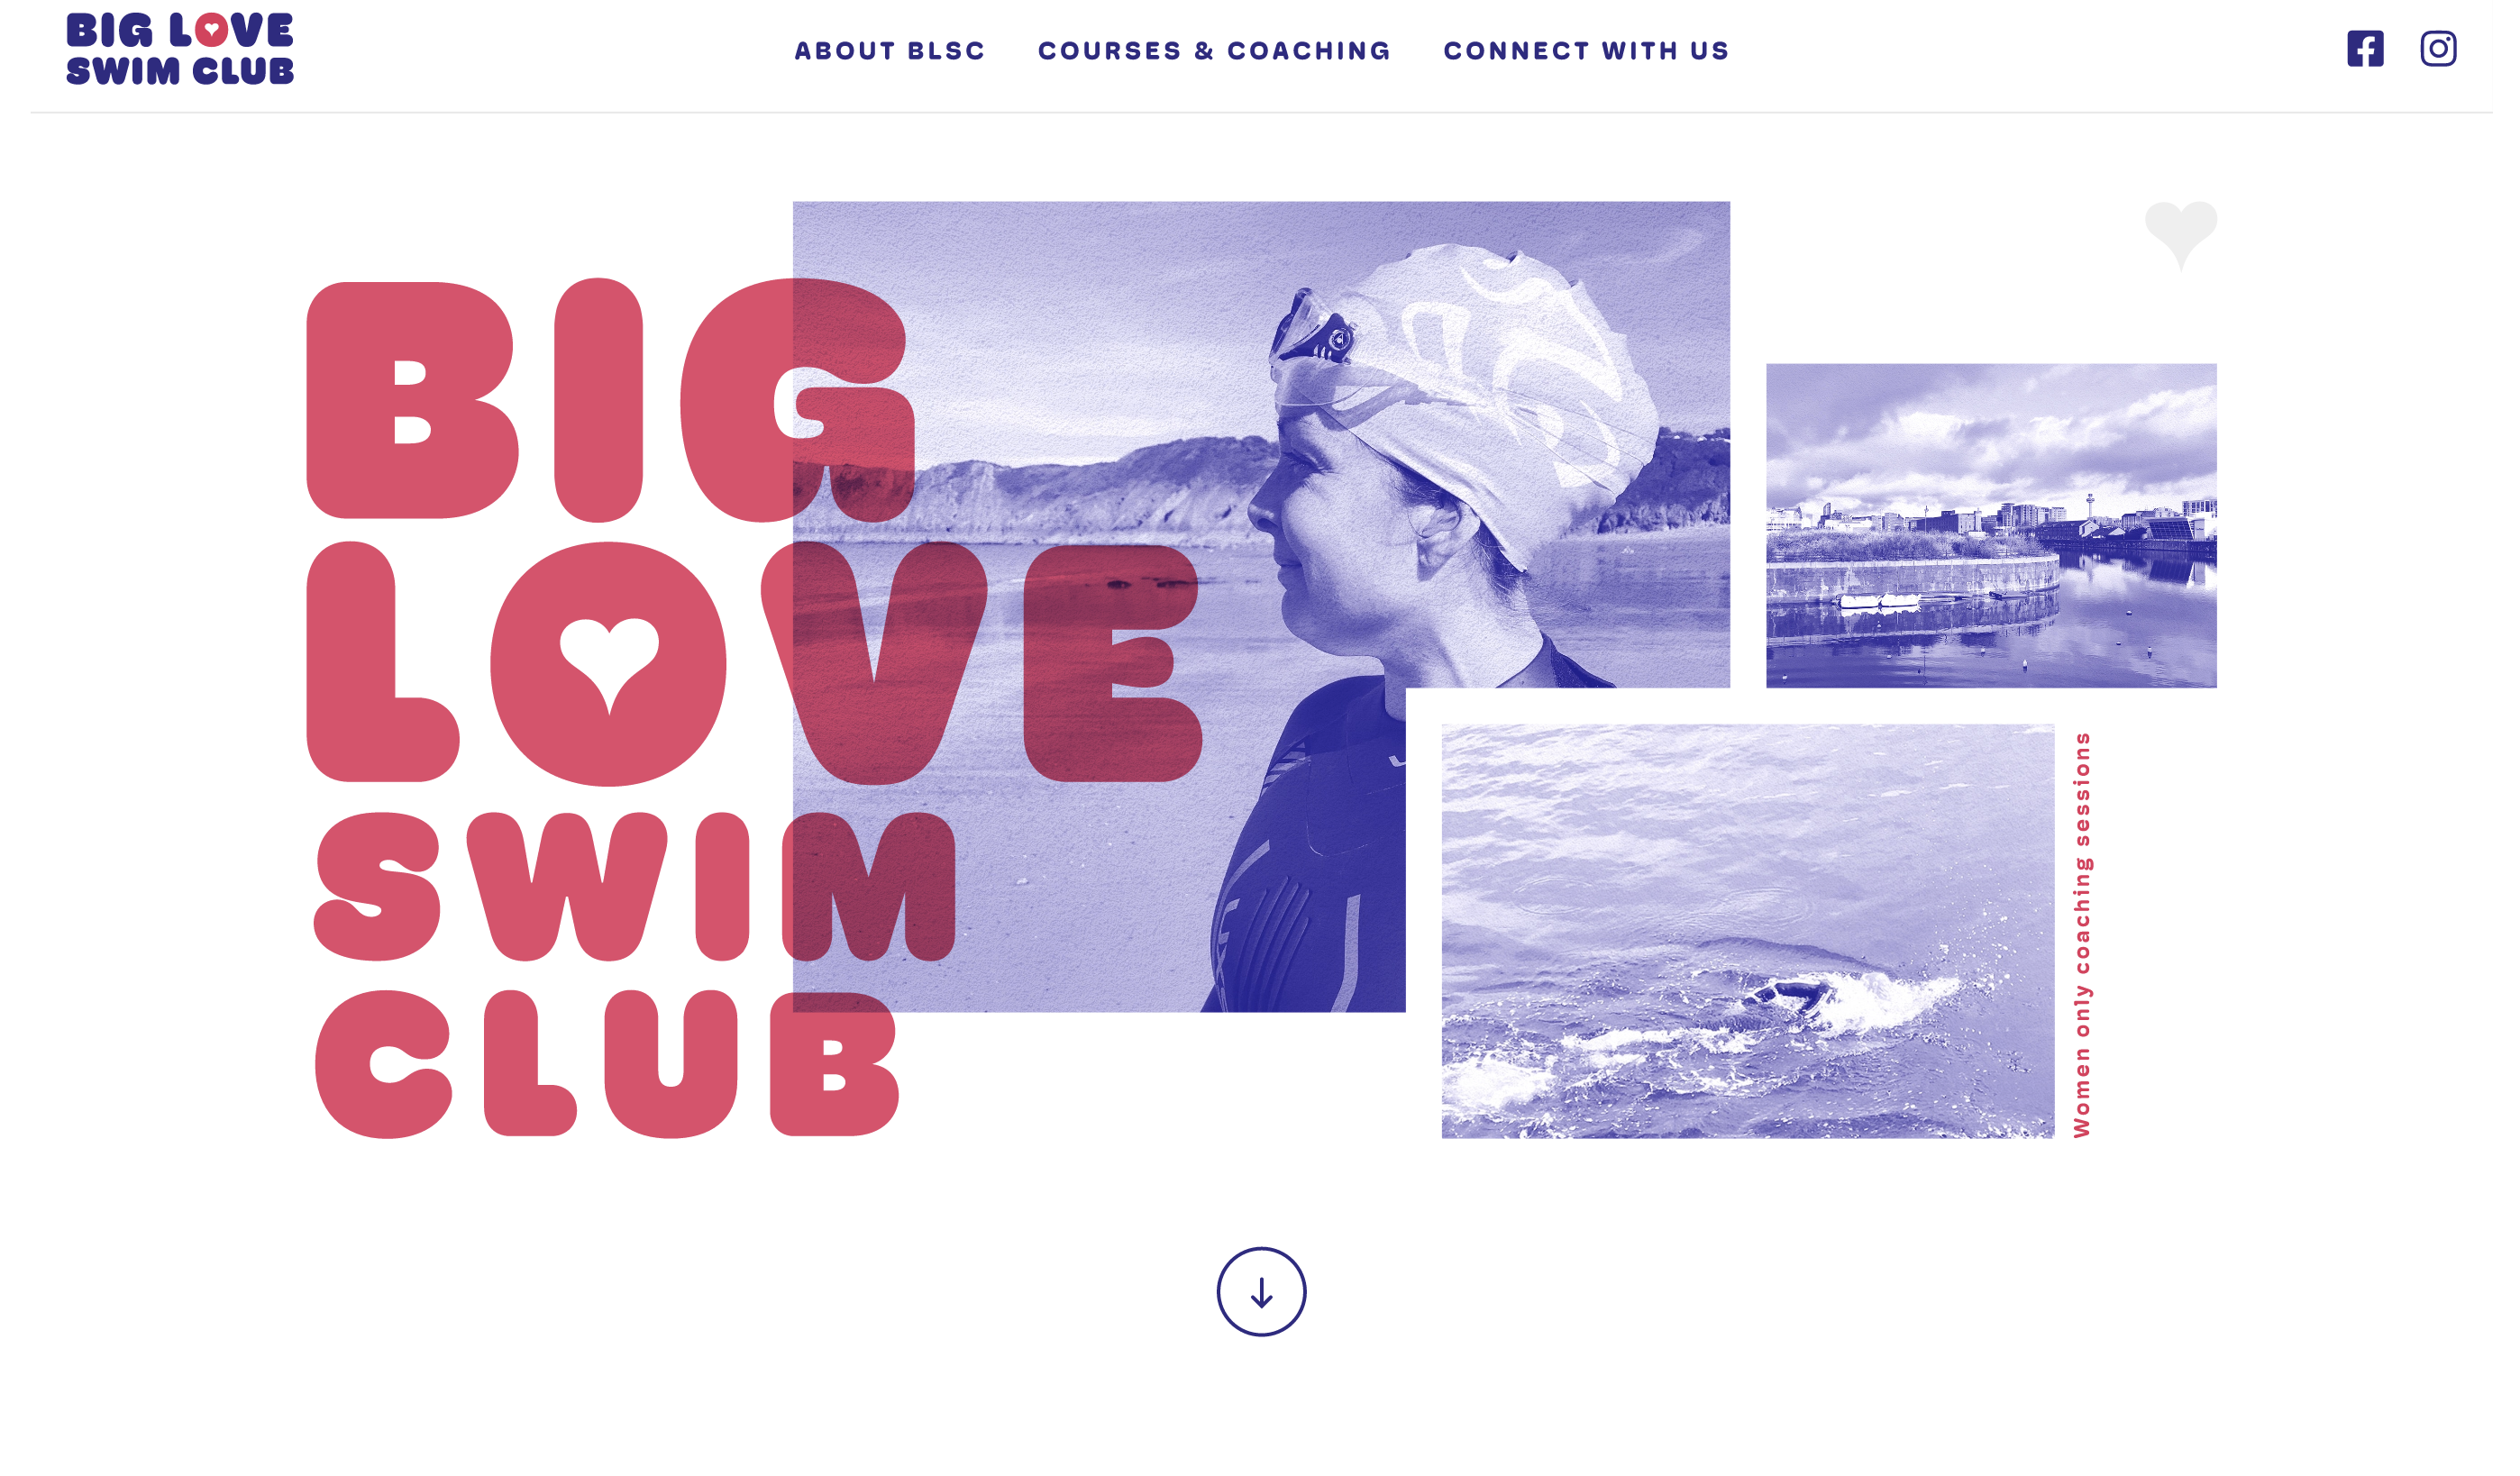 BIG LOVE
SWIM CLUB
ABOUT BLSC
COURSES & COACHING
CONNECT WITH US
BIG
LOVE
SWIM
CLUB
Women only coaching sessions